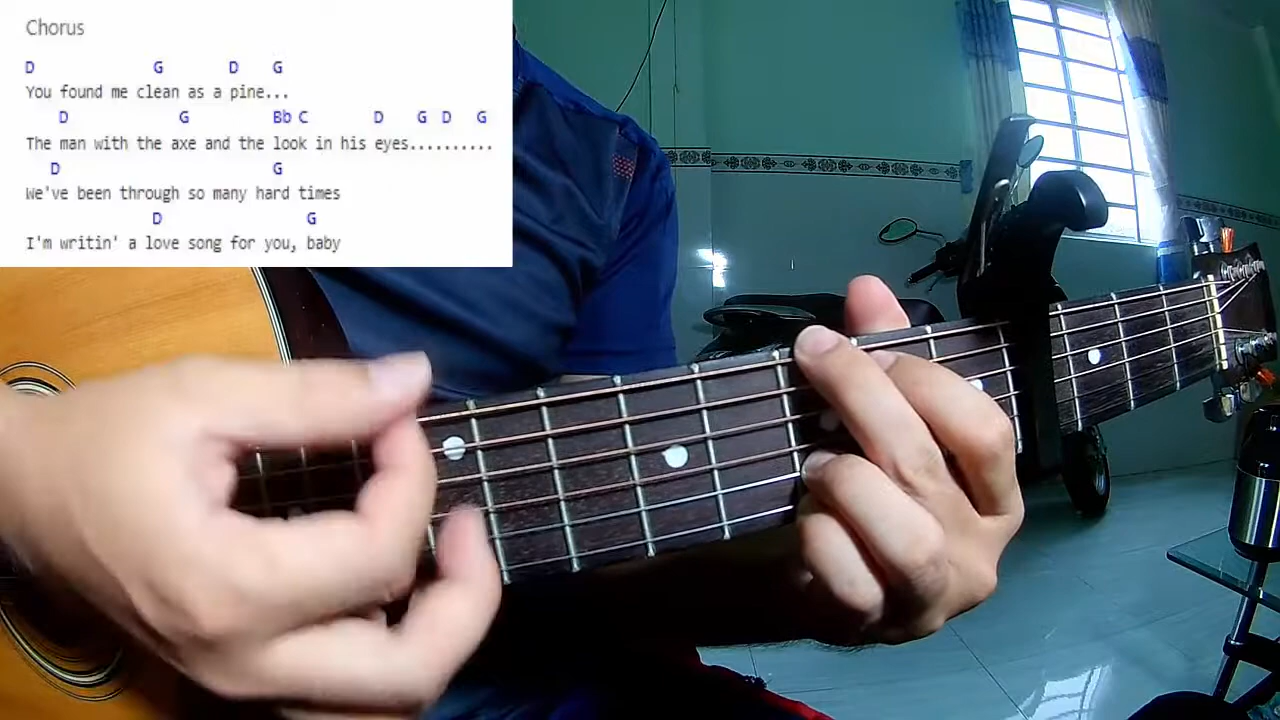 Chorus
D G D G
You found me clean as a pine...
D G Bb C D G D G
The man with the axe and the look in his eyes..........
D G
We've been through so many hard times
D G
I'm writin' a love song for you, baby